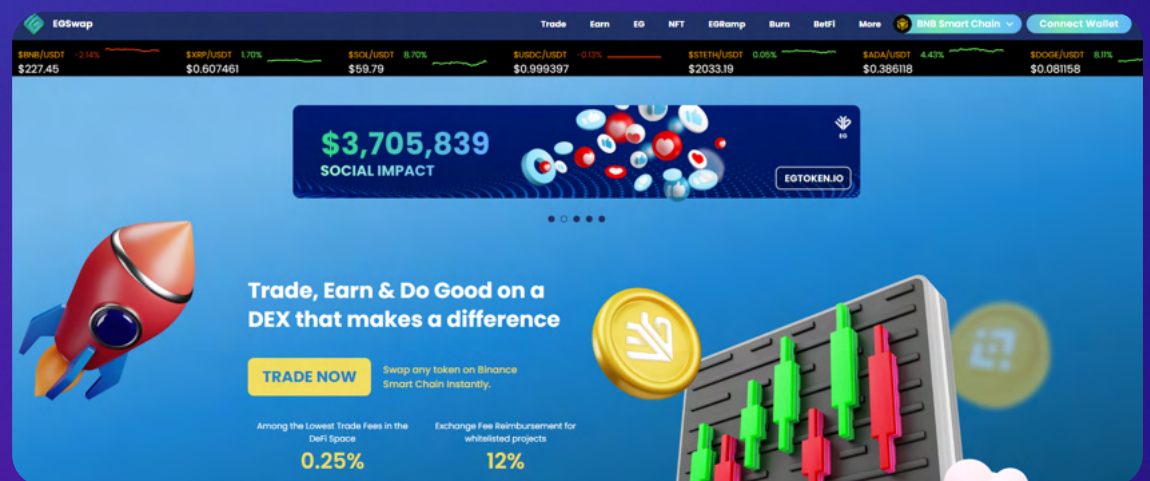 EGSwap Trade Earn EG NFT EGRamp Burn BetFi More BNB Smart Chain Connect Wallet
$BNB/USDT -2.14% $XRP/USDT 1.70% $SOL/USDT 8.70% $USDC/USDT -0.13% $STETH/USDT 0.05% $ADA/USDT 4.43% $DOGE/USDT 8.11%
$227.45 $0.607461 $59.79 $0.999397 $2033.19 $0.386118 $0.081158
$3,705,839
SOCIAL IMPACT
EG
EGTOKEN.IO
Trade, Earn & Do Good on a
DEX that makes a difference
TRADE NOW
Swap any token on Binance
Smart Chain Instantly.
Among the Lowest Trade Fees in the
DeFi Space
0.25%
Exchange Fee Reimbursement for
whitelisted projects
12%